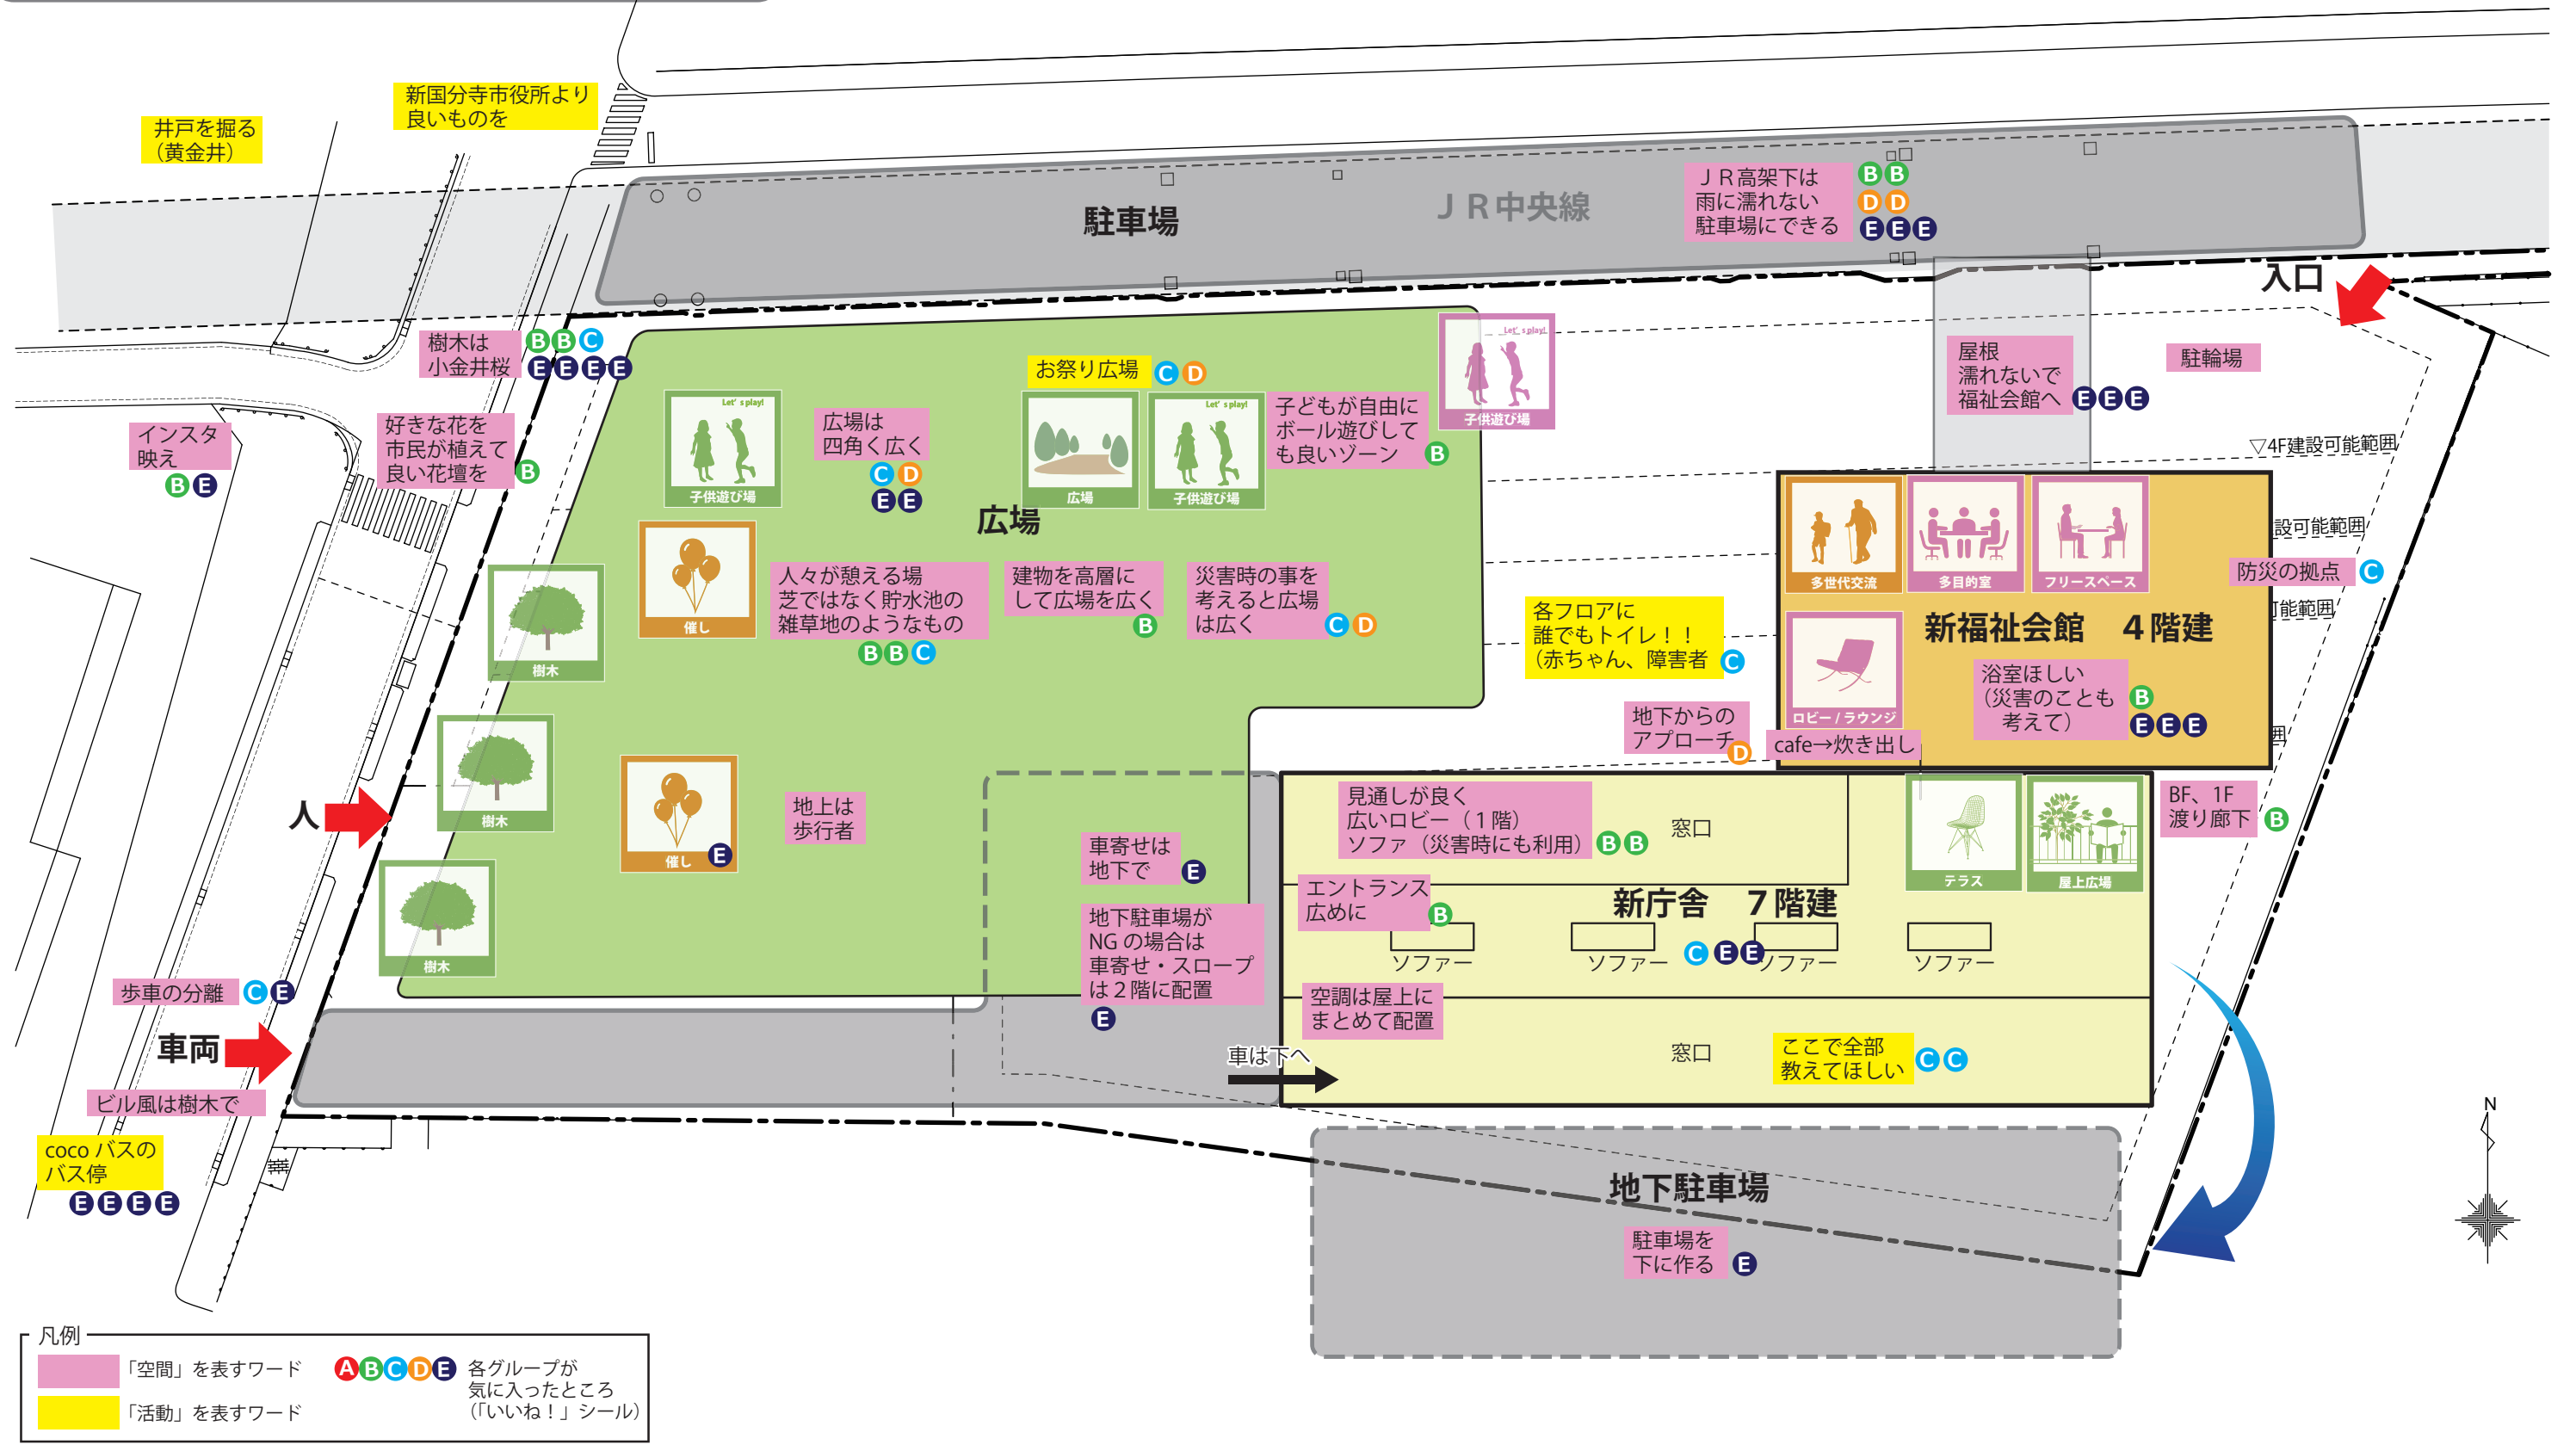 新国分寺市役所より
良いものを
井戸を掘る
（黄金井）
ＪＲ高架下は
雨に濡れない
駐車場にできる
B B
D D
E E E
駐車場
ＪＲ中央線
入口
樹木は
小金井桜
B B C
E E E E
お祭り広場
C D
Let's play!
子供遊び場
屋根
濡れないで
福祉会館へ
E E E
駐輪場
インスタ
映え
B E
好きな花を
市民が植えて
良い花壇を
B
Let's play!
子供遊び場
広場は
四角く広く
C D
E E
広場
Let's play!
子供遊び場
子どもが自由に
ボール遊びして
も良いゾーン
B
広場
▽4F建設可能範囲
設可能範囲
可能範囲
囲
催し
樹木
人々が憩える場
芝ではなく貯水池の
雑草地のようなもの
B B C
建物を高層に
して広場を広く
B
災害時の事を
考えると広場
は広く
C D
各フロアに
誰でもトイレ！！
（赤ちゃん、障害者
C
多世代交流
多目的室
フリースペース
防災の拠点
C
新福祉会館　４階建
ロビー / ラウンジ
浴室ほしい
（災害のことも
考えて）
B
E E E
地下からの
アプローチ
D
cafe→炊き出し
樹木
人
催し
E
地上は
歩行者
車寄せは
地下で
E
見通しが良く
広いロビー（１階）
ソファ（災害時にも利用）
B B
窓口
テラス
屋上広場
BF、1F
渡り廊下
B
樹木
地下駐車場が
NG の場合は
車寄せ・スロープ
は２階に配置
E
エントランス
広めに
B
新庁舎　７階建
ソファー
ソファー
C E E
ソファー
ソファー
歩車の分離
C E
車両
空調は屋上に
まとめて配置
車は下へ
窓口
ここで全部
教えてほしい
C C
ビル風は樹木で
coco バスの
バス停
E E E E
地下駐車場
駐車場を
下に作る
E
N
凡例
「空間」を表すワード
「活動」を表すワード
A B C D E
各グループが
気に入ったところ
（「いいね！」シール）